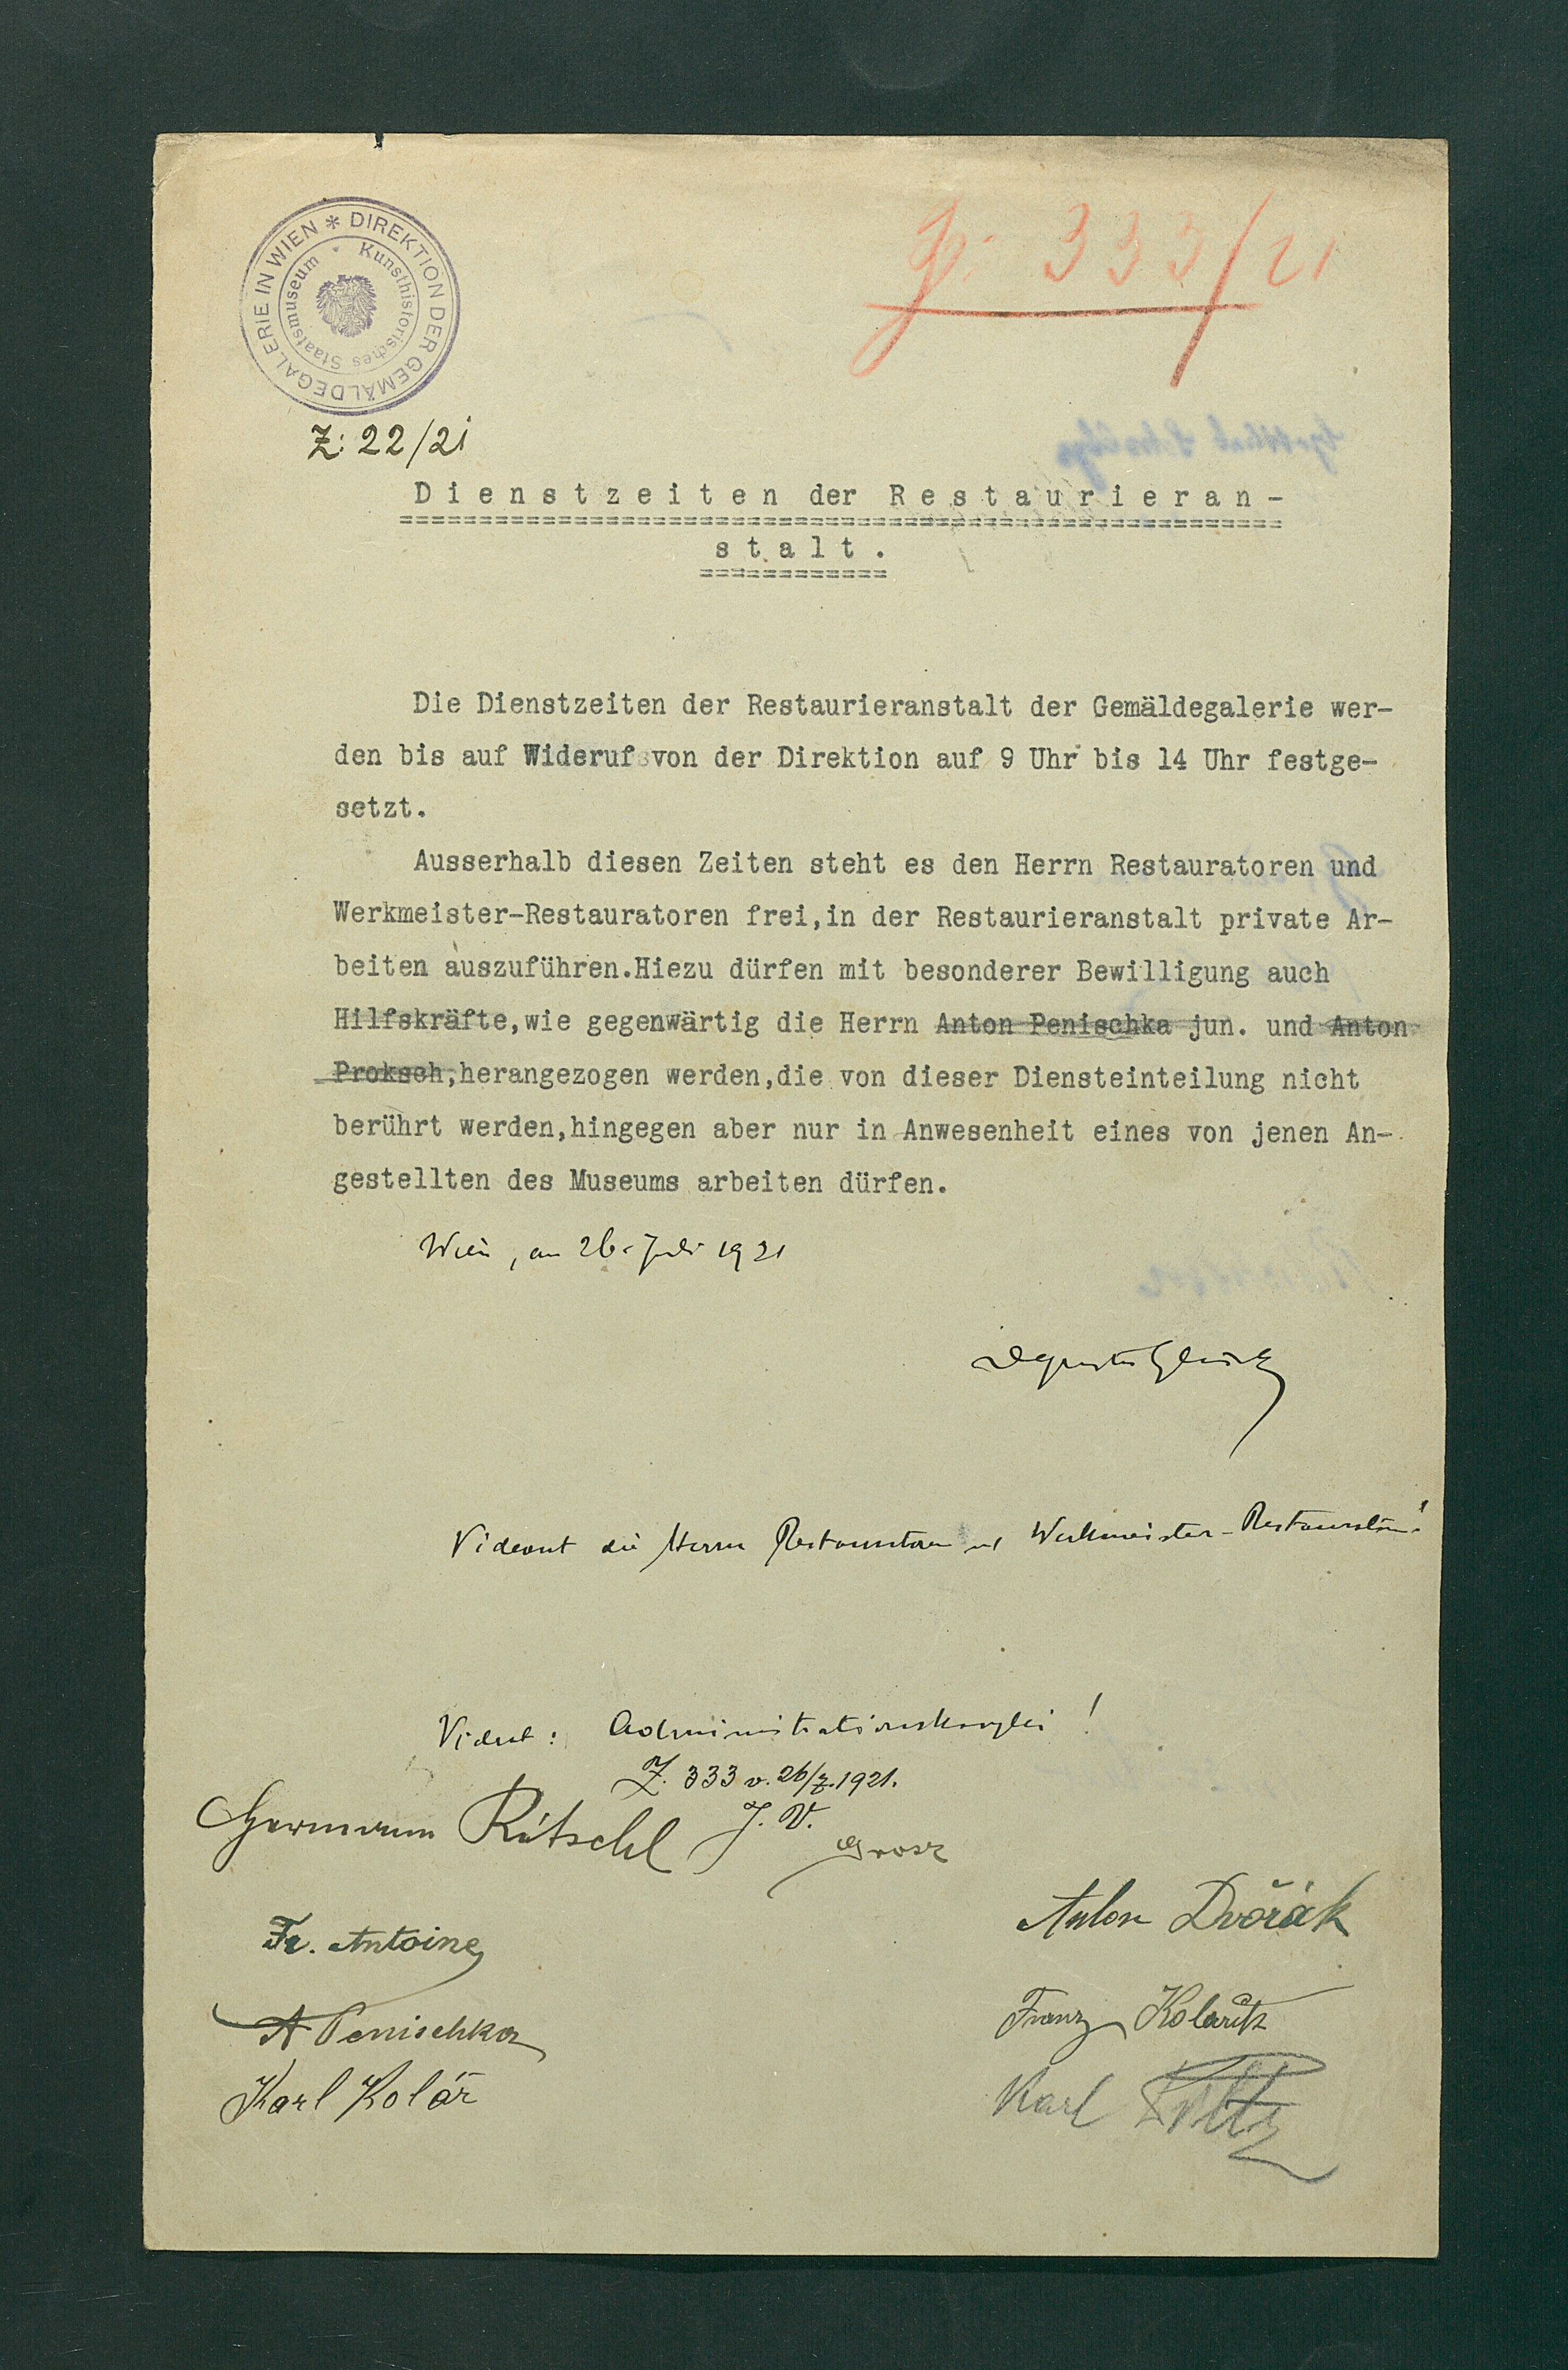 DIREKTION DER GEMÄLDEGALERIE IN WIEN *
Kunsthistorisches Staatsmuseum
333/21
Z: 22/21
Dienstzeiten der Restaurieran-
stalt.
Die Dienstzeiten der Restaurieranstalt der Gemäldegalerie wer-
den bis auf Wideruf von der Direktion auf 9 Uhr bis 14 Uhr festge-
setzt.
Ausserhalb diesen Zeiten steht es den Herrn Restauratoren und
Werkmeister-Restauratoren frei,in der Restaurieranstalt private Ar-
beiten auszuführen.Hiezu dürfen mit besonderer Bewilligung auch
Hilfskräfte,wie gegenwärtig die Herrn Anton Penischka jun. und Anton
Proksch,herangezogen werden,die von dieser Diensteinteilung nicht
berührt werden,hingegen aber nur in Anwesenheit eines von jenen An-
gestellten des Museums arbeiten dürfen.
Wien, am 26. Juli 1921
Videant die Herrn Restauratoren und Werkmeister-Restauratoren!
Videat: Administrationskanzlei!
Z. 333 v. 26/7. 1921.
J. V.
Grosz
Hermann Ritschl
Anton Dvořák
Fr. Antoine
Franz Kolaritz
A Penischka
Karl Kolář
Karl